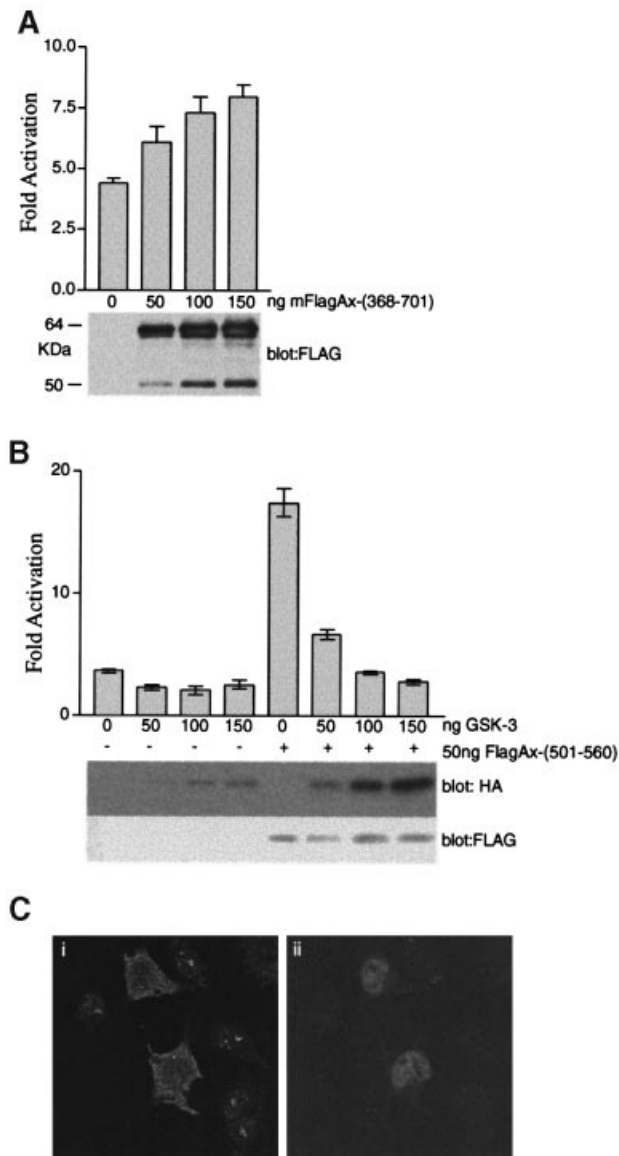 A
10.0
7.5
5.0
2.5
0.0
Fold Activation
0 50 100 150 ng mFlagAx-(368-701)
64
KDa
50
blot:FLAG
B
20
10
0
Fold Activation
0 50 100 150 0 50 100 150 ng GSK-3
- - - - + + + + 50ng FlagAx-(501-560)
blot: HA
blot:FLAG
C
i ii